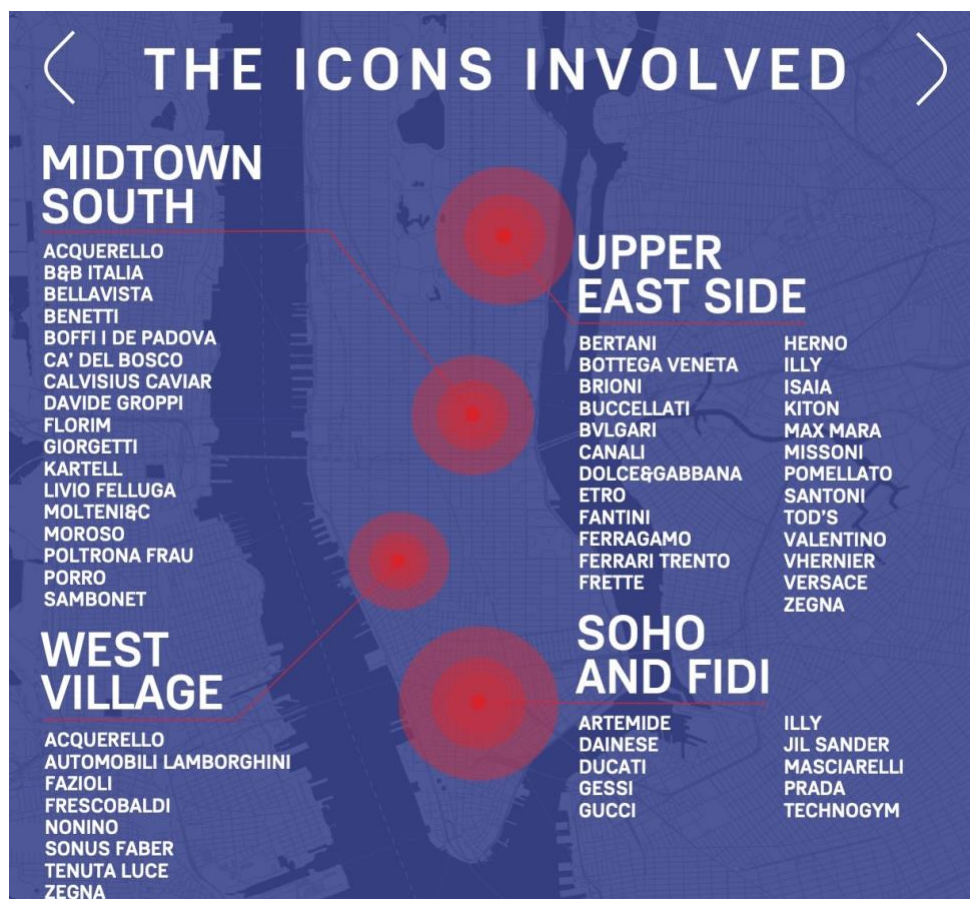 THE ICONS INVOLVED
MIDTOWN
SOUTH
ACQUERELLO
B&B ITALIA
BELLAVISTA
BENETTI
BOFFI I DE PADOVA
CA' DEL BOSCO
CALVISIUS CAVIAR
DAVIDE GROPPI
FLORIM
GIORGETTI
KARTELL
LIVIO FELLUGA
MOLTENI&C
MOROSO
POLTRONA FRAU
PORRO
SAMBONET
UPPER
EAST SIDE
BERTANI
BOTTEGA VENETA
BRIONI
BUCCELLATI
BVLGARI
CANALI
DOLCE&GABBANA
ETRO
FANTINI
FERRAGAMO
FERRARI TRENTO
FRETTE
HERNO
ILLY
ISAIA
KITON
MAX MARA
MISSONI
POMELLATO
SANTONI
TOD'S
VALENTINO
VHERNIER
VERSACE
ZEGNA
WEST
VILLAGE
ACQUERELLO
AUTOMOBILI LAMBORGHINI
FAZIOLI
FRESCOBALDI
NONINO
SONUS FABER
TENUTA LUCE
ZEGNA
SOHO
AND FIDI
ARTEMIDE
DAINESE
DUCATI
GESSI
GUCCI
ILLY
JIL SANDER
MASCIARELLI
PRADA
TECHNOGYM